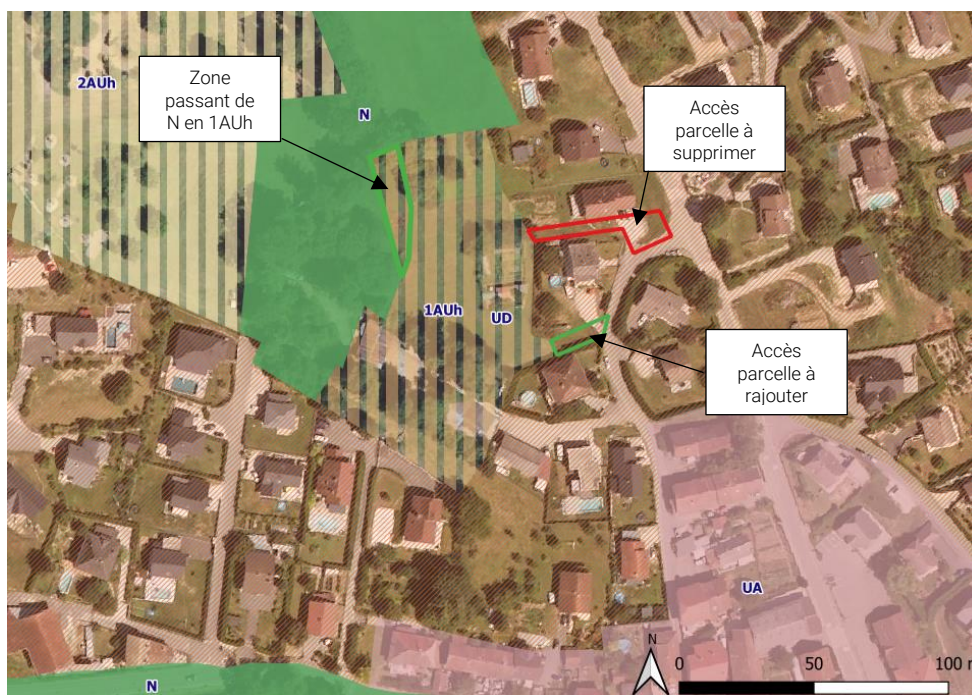 2AUh
Zone
passant de
N en 1AUh
N
Accès
parcelle à
supprimer
1AUh
UD
Accès
parcelle à
rajouter
UA
N
N
0
50
100 m